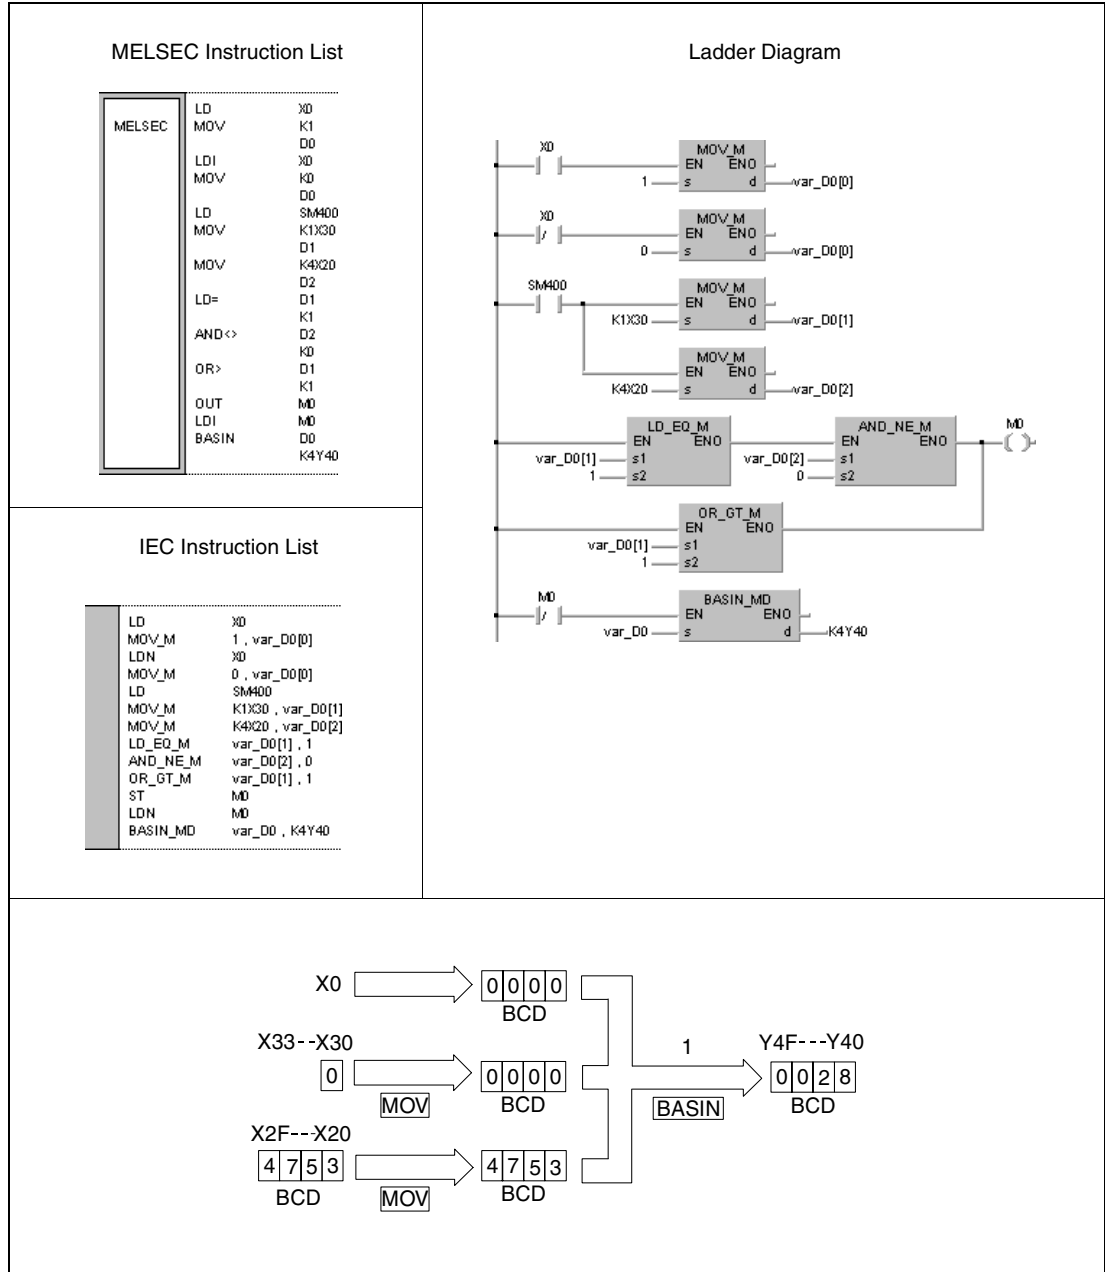 MELSEC Instruction List
MELSEC
LD X0
MOV K1
D0
LDI X0
MOV K0
D0
LD SM400
MOV K1X30
D1
MOV K4X20
D2
LD= D1
K1
AND<> D2
K0
OR> D1
K1
OUT M0
LDI M0
BASIN D0
K4Y40
IEC Instruction List
LD X0
MOV_M 1 , var_D0[0]
LDN X0
MOV_M 0 , var_D0[0]
LD SM400
MOV_M K1X30 , var_D0[1]
MOV_M K4X20 , var_D0[2]
LD_EQ_M var_D0[1] , 1
AND_NE_M var_D0[2] , 0
OR_GT_M var_D0[1] , 1
ST M0
LDN M0
BASIN_MD var_D0 , K4Y40
Ladder Diagram
X0 MOV_M
EN ENO
1 s d var_D0[0]
X0 MOV_M
EN ENO
0 s d var_D0[0]
SM400 MOV_M
EN ENO
K1X30 s d var_D0[1]
MOV_M
EN ENO
K4X20 s d var_D0[2]
LD_EQ_M AND_NE_M M0
EN ENO EN ENO
var_D0[1] s1 var_D0[2] s1
1 s2 0 s2
OR_GT_M
EN ENO
var_D0[1] s1
1 s2
M0 BASIN_MD
EN ENO
var_D0 s d K4Y40
X0 0 0 0 0
BCD
X33--X30 1 Y4F---Y40
0 0 0 0 0 0 0 2 8
MOV BCD BASIN BCD
X2F---X20
4 7 5 3 4 7 5 3
BCD MOV BCD